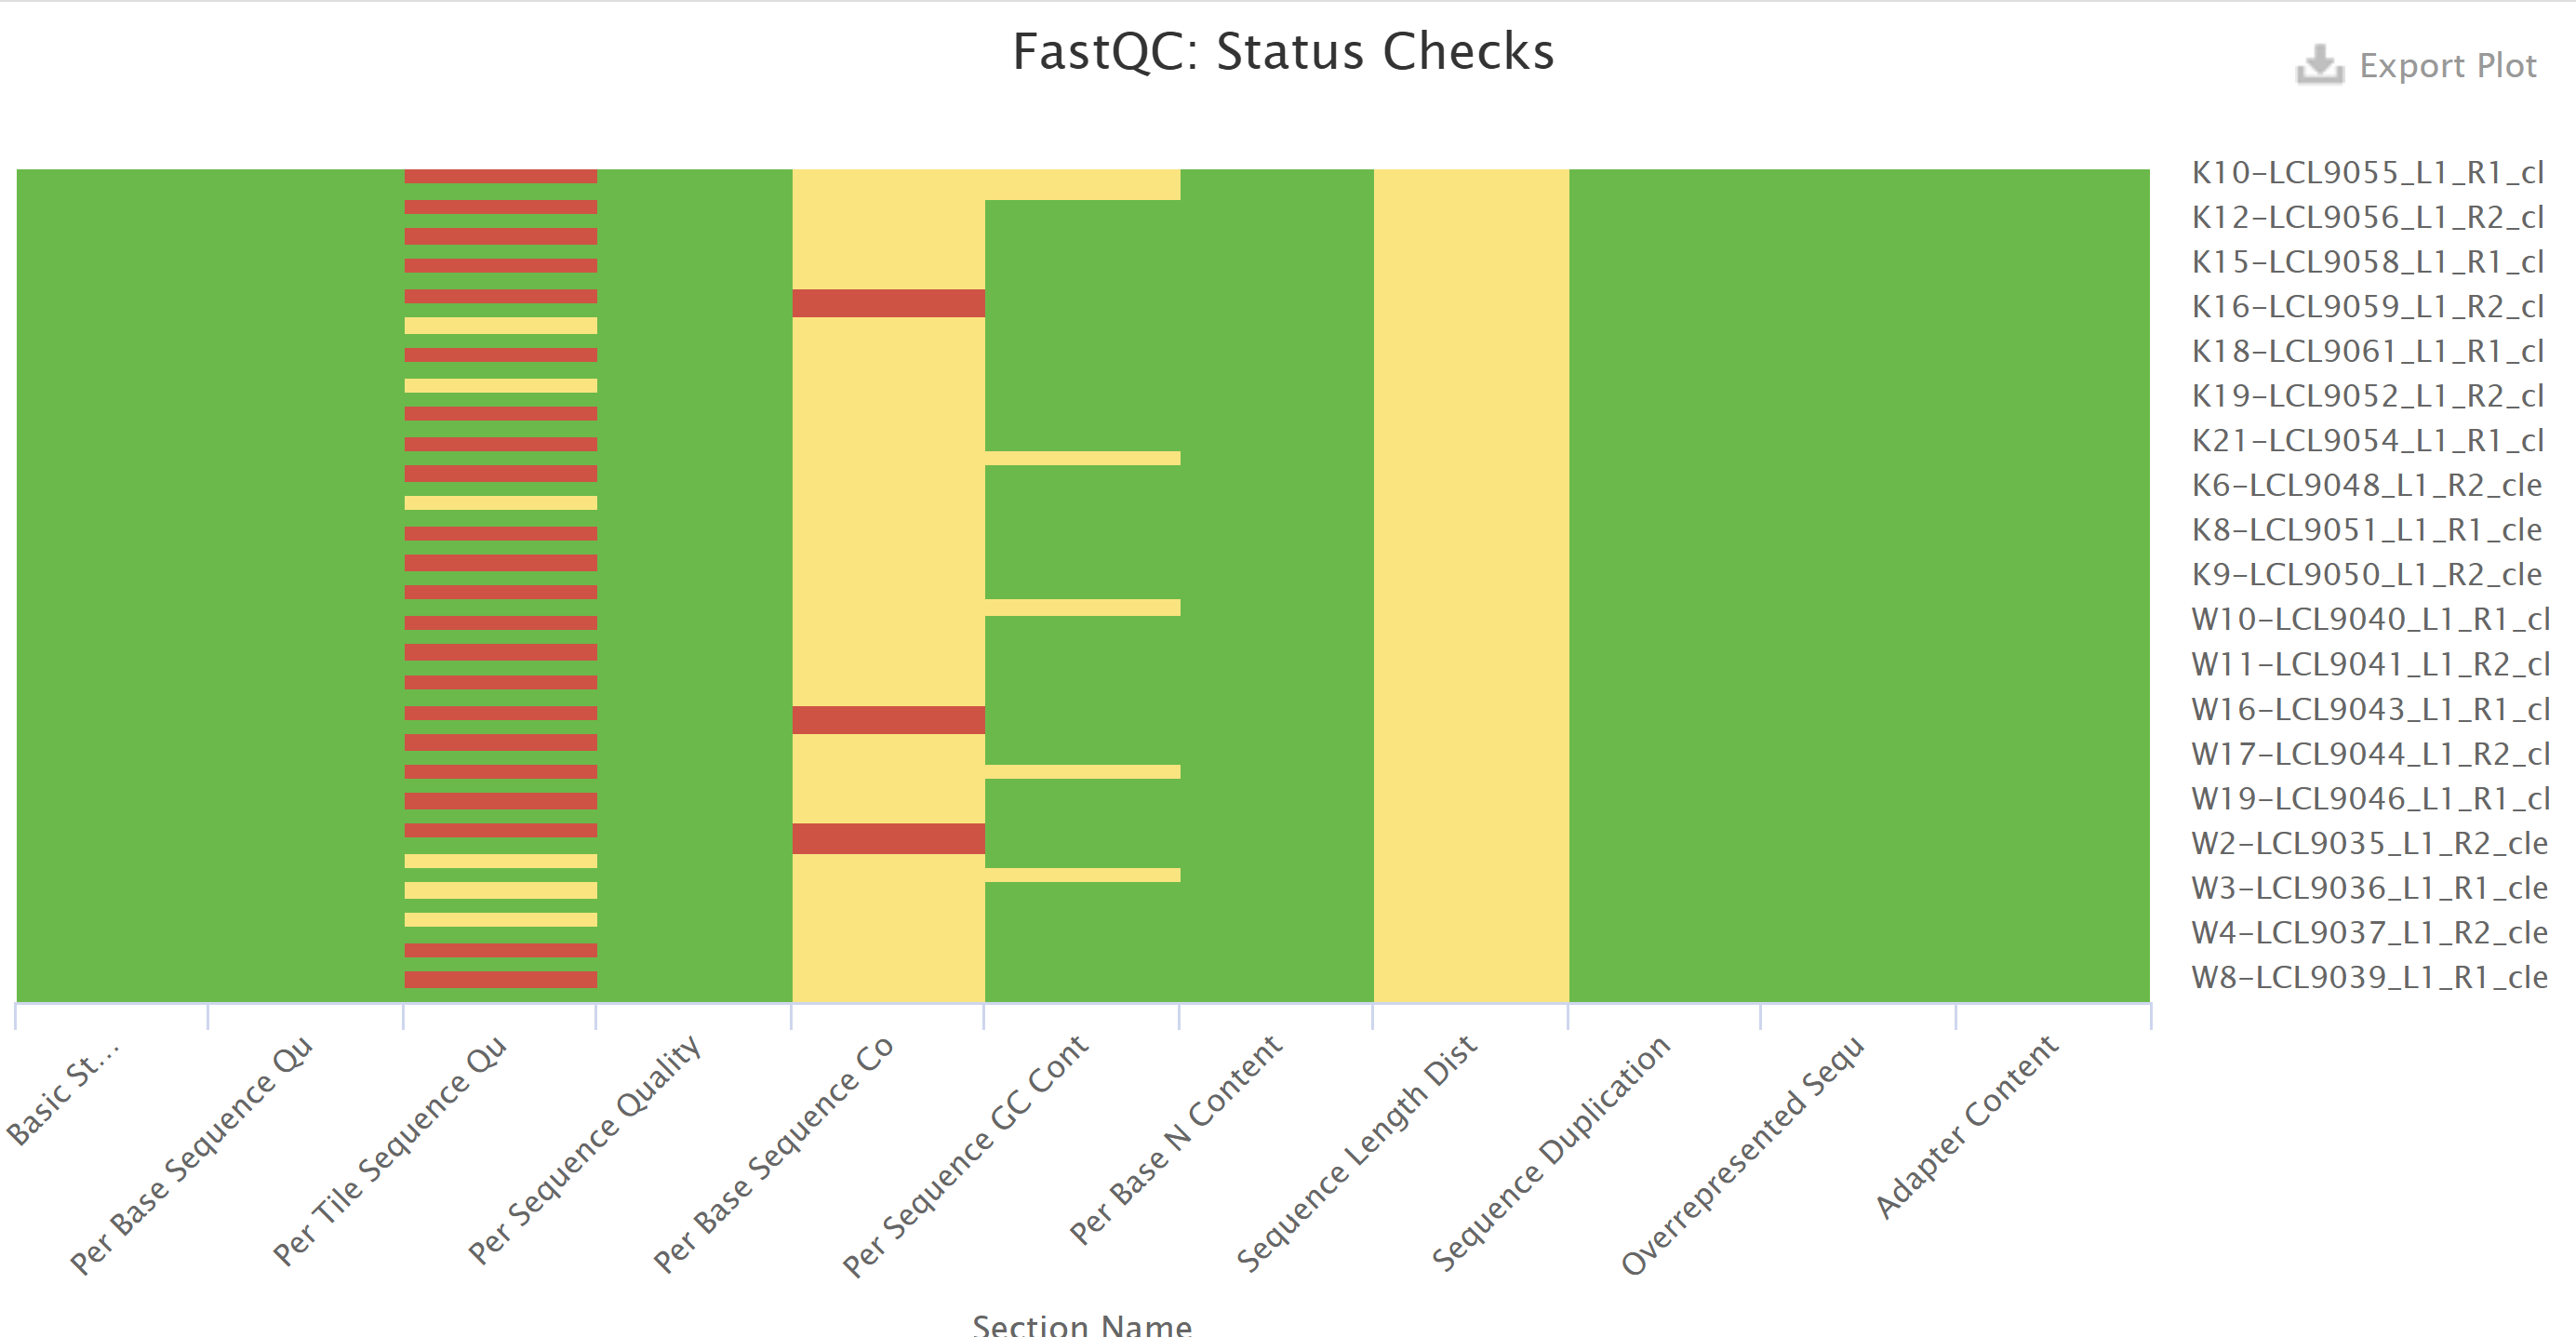 FastQC: Status Checks
Export Plot
K10-LCL9055_L1_R1_cl
K12-LCL9056_L1_R2_cl
K15-LCL9058_L1_R1_cl
K16-LCL9059_L1_R2_cl
K18-LCL9061_L1_R1_cl
K19-LCL9052_L1_R2_cl
K21-LCL9054_L1_R1_cl
K6-LCL9048_L1_R2_cle
K8-LCL9051_L1_R1_cle
K9-LCL9050_L1_R2_cle
W10-LCL9040_L1_R1_cl
W11-LCL9041_L1_R2_cl
W16-LCL9043_L1_R1_cl
W17-LCL9044_L1_R2_cl
W19-LCL9046_L1_R1_cl
W2-LCL9035_L1_R2_cle
W3-LCL9036_L1_R1_cle
W4-LCL9037_L1_R2_cle
W8-LCL9039_L1_R1_cle
Basic St...
Per Base Sequence Qu
Per Tile Sequence Qu
Per Sequence Quality
Per Base Sequence Co
Per Sequence GC Cont
Per Base N Content
Sequence Length Dist
Sequence Duplication
Overrepresented Sequ
Adapter Content
Section Name